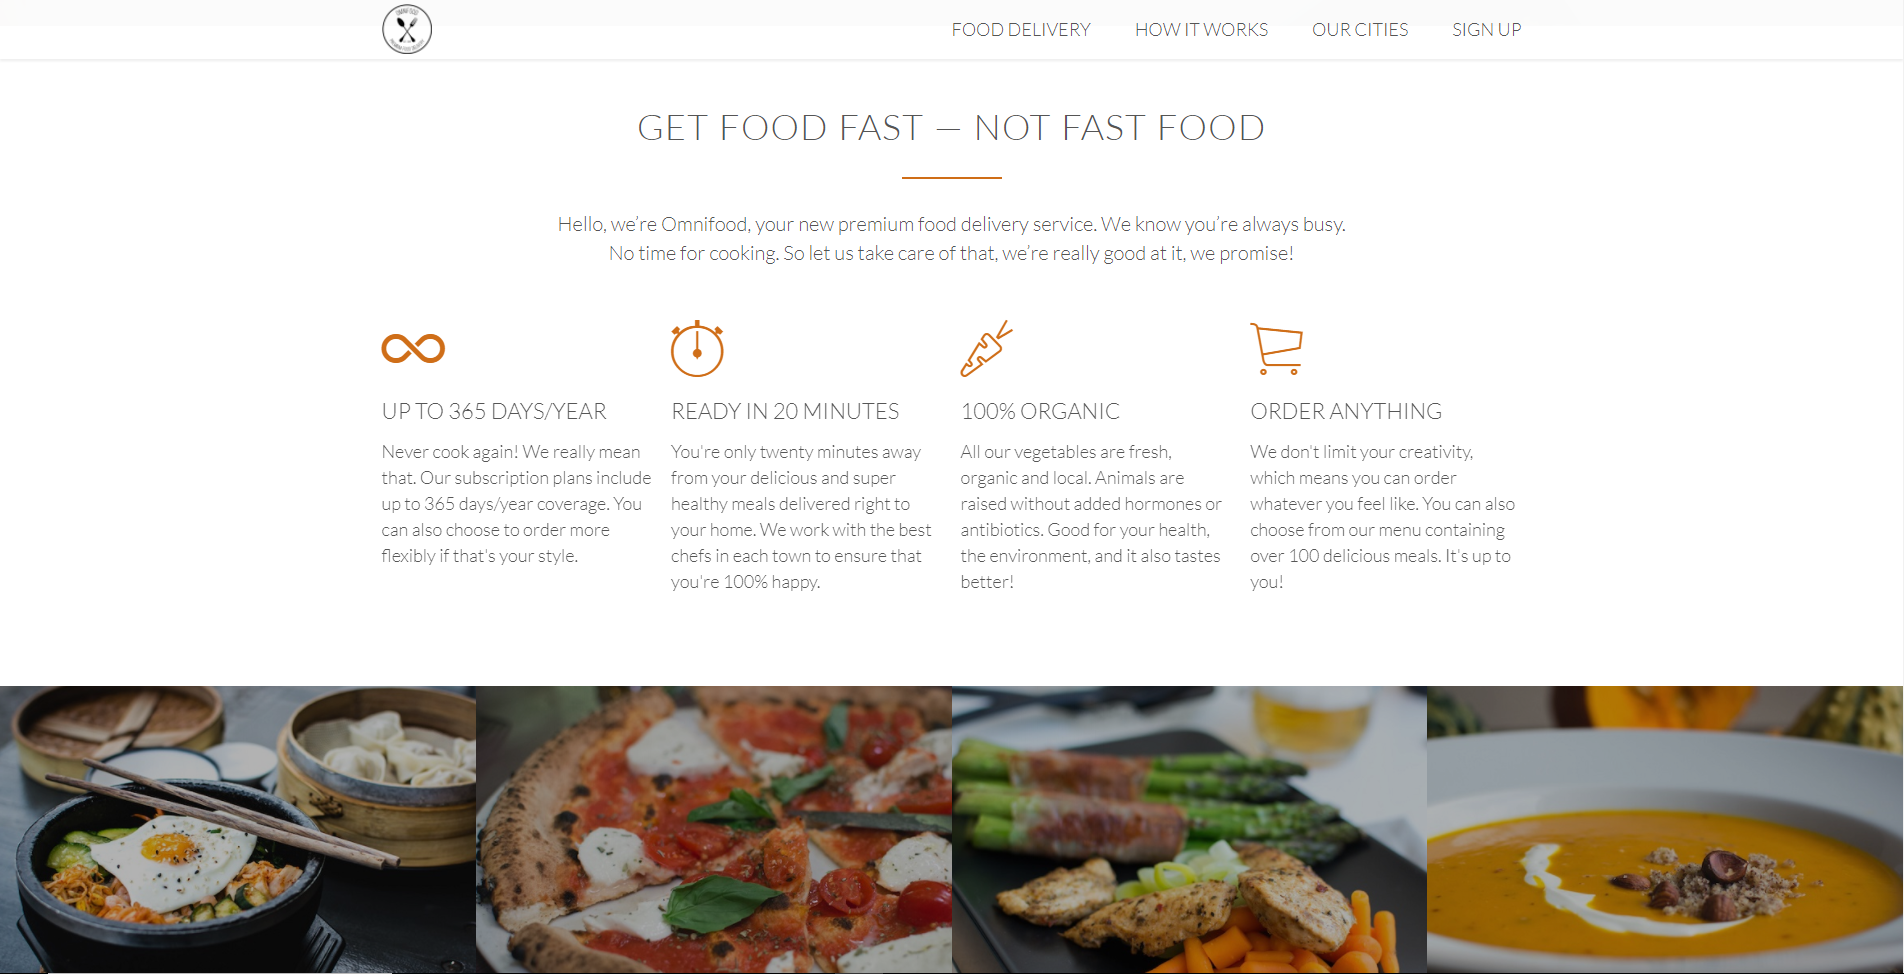 OMNIFOOD
FOOD DELIVERY HOW IT WORKS OUR CITIES SIGN UP
GET FOOD FAST — NOT FAST FOOD
Hello, we’re Omnifood, your new premium food delivery service. We know you’re always busy.
No time for cooking. So let us take care of that, we’re really good at it, we promise!
UP TO 365 DAYS/YEAR
Never cook again! We really mean
that. Our subscription plans include
up to 365 days/year coverage. You
can also choose to order more
flexibly if that's your style.
READY IN 20 MINUTES
You're only twenty minutes away
from your delicious and super
healthy meals delivered right to
your home. We work with the best
chefs in each town to ensure that
you're 100% happy.
100% ORGANIC
All our vegetables are fresh,
organic and local. Animals are
raised without added hormones or
antibiotics. Good for your health,
the environment, and it also tastes
better!
ORDER ANYTHING
We don't limit your creativity,
which means you can order
whatever you feel like. You can also
choose from our menu containing
over 100 delicious meals. It's up to
you!